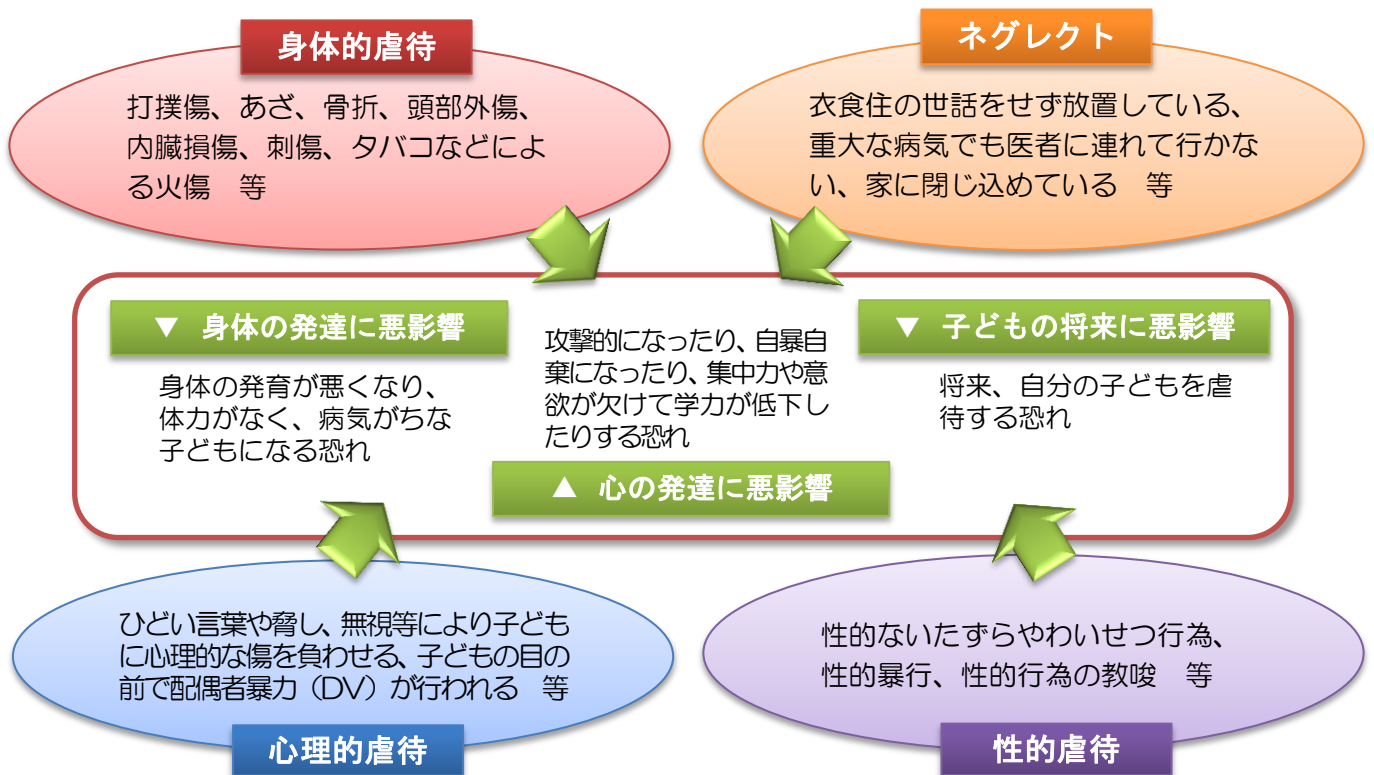 身体的虐待
打撲傷、あざ、骨折、頭部外傷、
内臓損傷、刺傷、タバコなどによ
る火傷　等
ネグレクト
衣食住の世話をせず放置している、
重大な病気でも医者に連れて行かな
い、家に閉じ込めている　等
▼ 身体の発達に悪影響
身体の発育が悪くなり、
体力がなく、病気がちな
子どもになる恐れ
攻撃的になったり、自暴自
棄になったり、集中力や意
欲が欠けて学力が低下し
たりする恐れ
▲ 心の発達に悪影響
▼ 子どもの将来に悪影響
将来、自分の子どもを虐
待する恐れ
ひどい言葉や脅し、無視等により子ども
に心理的な傷を負わせる、子どもの目の
前で配偶者暴力（DV）が行われる　等
心理的虐待
性的ないたずらやわいせつ行為、
性的暴行、性的行為の教唆　等
性的虐待